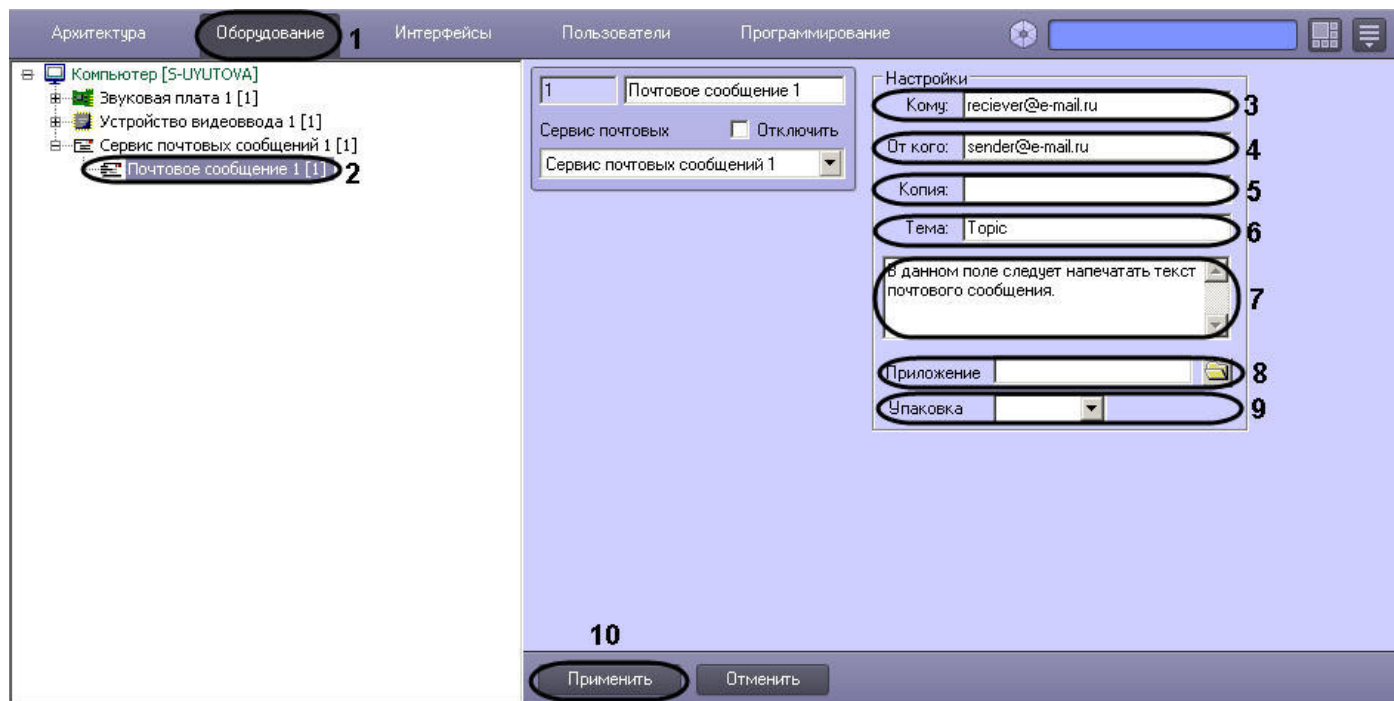 Архитектура Оборудование 1 Интерфейсы Пользователи Программирование
Компьютер [S-UYUTOVA]
Звуковая плата 1 [1]
Устройство видеоввода 1 [1]
Сервис почтовых сообщений 1 [1]
Почтовое сообщение 1 [1] 2
1 Почтовое сообщение 1
Сервис почтовых Отключить
Сервис почтовых сообщений 1
Настройки
Кому: reciever@e-mail.ru 3
От кого: sender@e-mail.ru 4
Копия: 5
Тема: Topic 6
В данном поле следует напечатать текст
почтового сообщения.
7
Приложение 8
Упаковка 9
10
Применить Отменить